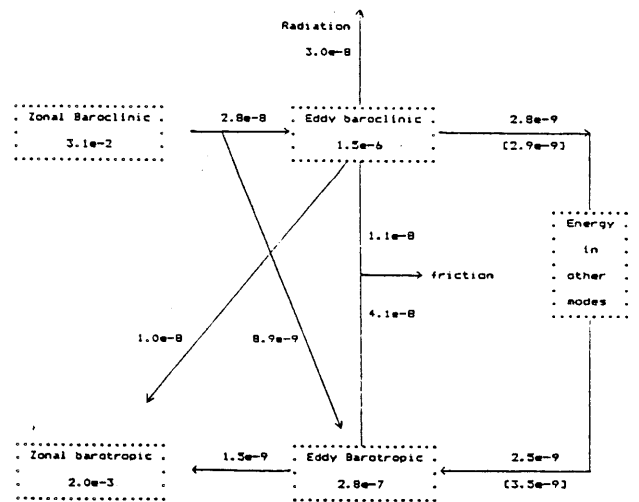 Radiation
3.0e-8
Zonal Baroclinic
3.1e-2
2.8e-8
Eddy baroclinic
1.5e-6
2.8e-9
[2.9e-9]
1.1e-8
Energy
in
other
modes
friction
4.1e-8
1.0e-8
8.9e-9
Zonal barotropic
2.0e-3
1.5e-9
Eddy Barotropic
2.8e-7
2.5e-9
[3.5e-9]